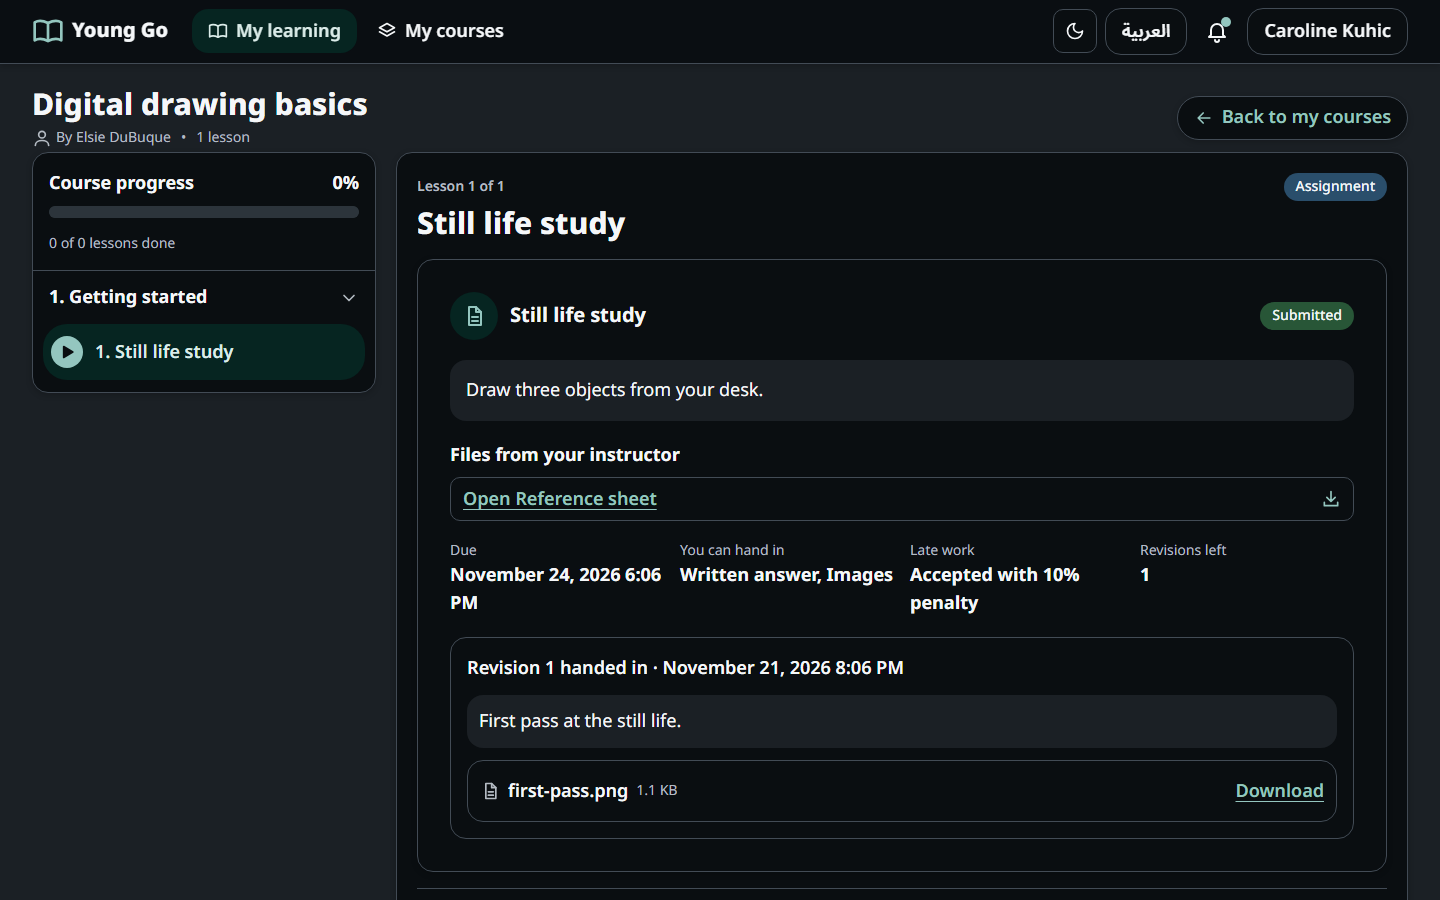 Young Go
My learning
My courses
العربية
Caroline Kuhic
Digital drawing basics
By Elsie DuBuque • 1 lesson
Back to my courses
Course progress 0%
0 of 0 lessons done
1. Getting started
1. Still life study
Lesson 1 of 1
Assignment
Still life study
Still life study
Submitted
Draw three objects from your desk.
Files from your instructor
Open Reference sheet
Due
November 24, 2026 6:06
PM
You can hand in
Written answer, Images
Late work
Accepted with 10%
penalty
Revisions left
1
Revision 1 handed in · November 21, 2026 8:06 PM
First pass at the still life.
first-pass.png 1.1 KB
Download